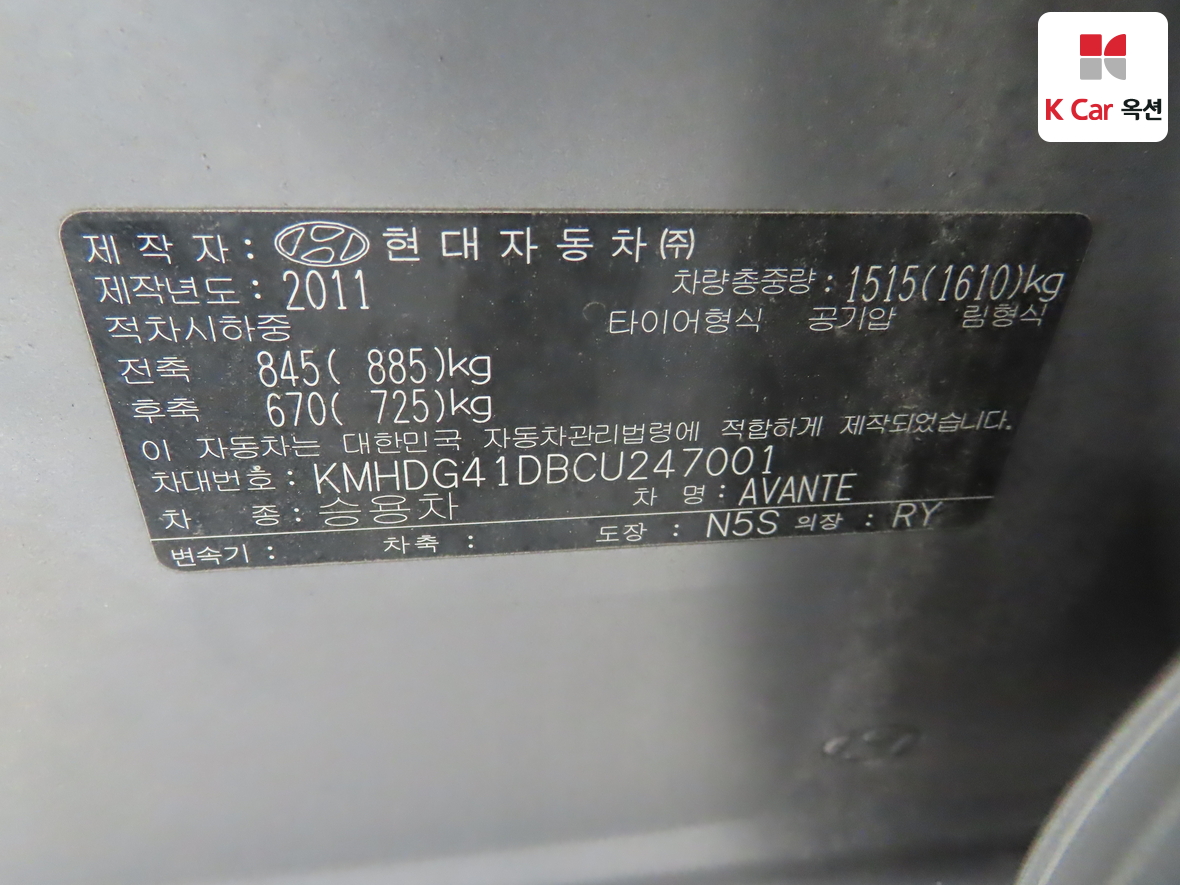 K Car 옥션
제 작 자 : 현 대 자 동 차 ㈜
제작년도 : 2011 차량총중량 : 1515(1610)kg
적차시하중 타이어형식 공기압 림형식
전축 845( 885)kg
후축 670( 725)kg
이 자동차는 대한민국 자동차관리법령에 적합하게 제작되었습니다.
차대번호 : KMHDG41DBCU247001
차 종 : 승용차 차 명 : AVANTE
변속기 : 차축 : 도장 : N5S 의장 : RY